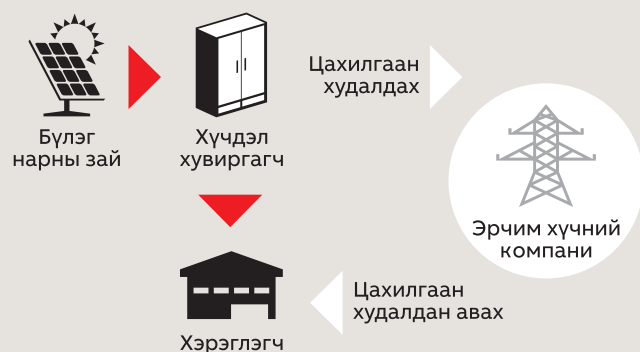 Бүлэг
нарны зай
Хүчдэл
хувиргагч
Цахилгаан
худалдах
Эрчим хүчний
компани
Цахилгаан
худалдан авах
Хэрэглэгч